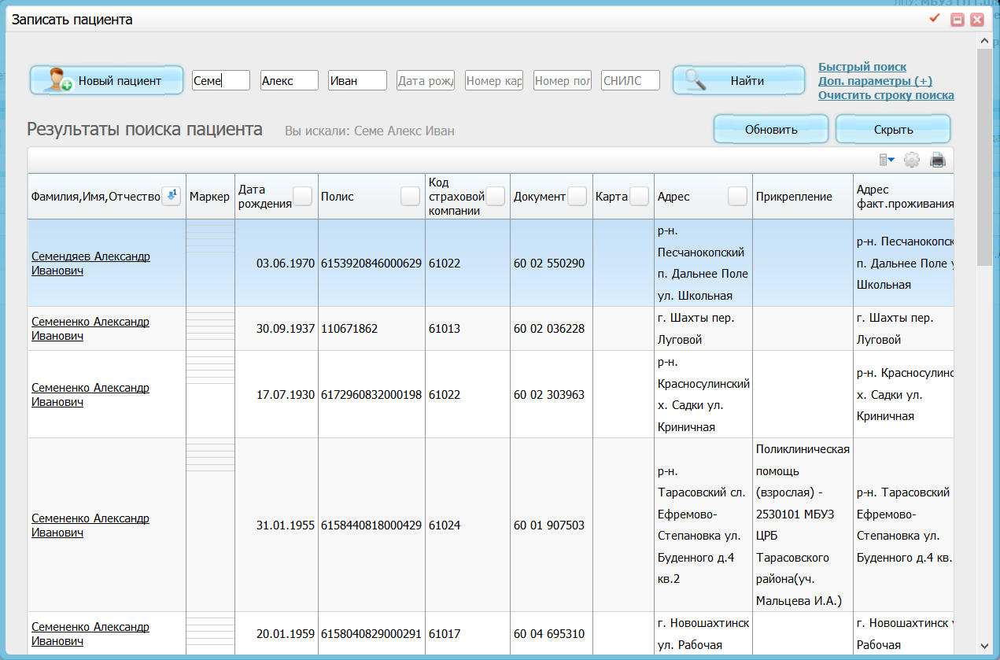 Записать пациента
Новый пациент
Семе
Алекс
Иван
Дата рожд
Номер кар
Номер пол
СНИЛС
Найти
Быстрый поиск
Доп. параметры (+)
Очистить строку поиска
Результаты поиска пациента
Вы искали: Семе Алекс Иван
Обновить
Скрыть
Фамилия,Имя,Отчество
Маркер
Дата
рождения
Полис
Код
страховой
компании
Документ
Карта
Адрес
Прикрепление
Адрес
факт.проживания
Семендяев Александр
Иванович
03.06.1970
6153920846000629
61022
60 02 550290
р-н.
Песчанокопский
п. Дальнее Поле
ул. Школьная
р-н. Песчанокопск
п. Дальнее Поле у
Школьная
Семененко Александр
Иванович
30.09.1937
110671862
61013
60 02 036228
г. Шахты пер.
Луговой
г. Шахты пер.
Луговой
Семененко Александр
Иванович
17.07.1930
6172960832000198
61022
60 02 303963
р-н.
Красносулинский
х. Садки ул.
Криничная
р-н. Красносулинс
х. Садки ул.
Криничная
Семененко Александр
Иванович
31.01.1955
6158440818000429
61024
60 01 907503
р-н.
Тарасовский сл.
Ефремово-
Степановка ул.
Буденного д.4
кв.2
Поликлиническая
помощь
(взрослая) -
2530101 МБУЗ
ЦРБ
Тарасовского
района(уч.
Мальцева И.А.)
р-н. Тарасовский
Ефремово-
Степановка ул.
Буденного д.4 кв.
Семененко Александр
Иванович
20.01.1959
6158040829000291
61017
60 04 695310
г. Новошахтинск
ул. Рабочая
г. Новошахтинск у
Рабочая